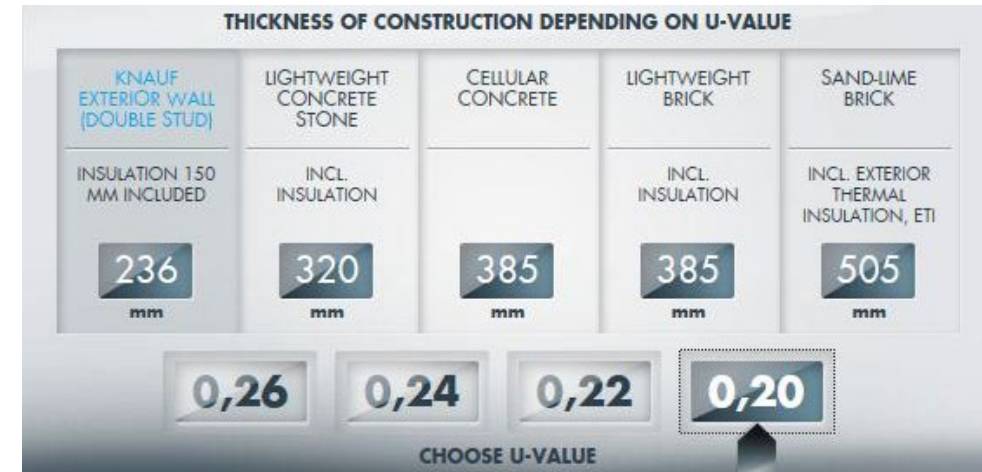 THICKNESS OF CONSTRUCTION DEPENDING ON U-VALUE
KNAUF
EXTERIOR WALL
(DOUBLE STUD)
INSULATION 150
MM INCLUDED
236
mm
LIGHTWEIGHT
CONCRETE
STONE
INCL.
INSULATION
320
mm
CELLULAR
CONCRETE
385
mm
LIGHTWEIGHT
BRICK
INCL.
INSULATION
385
mm
SAND-LIME
BRICK
INCL. EXTERIOR
THERMAL
INSULATION, ETI
505
mm
0,26
0,24
0,22
0,20
CHOOSE U-VALUE